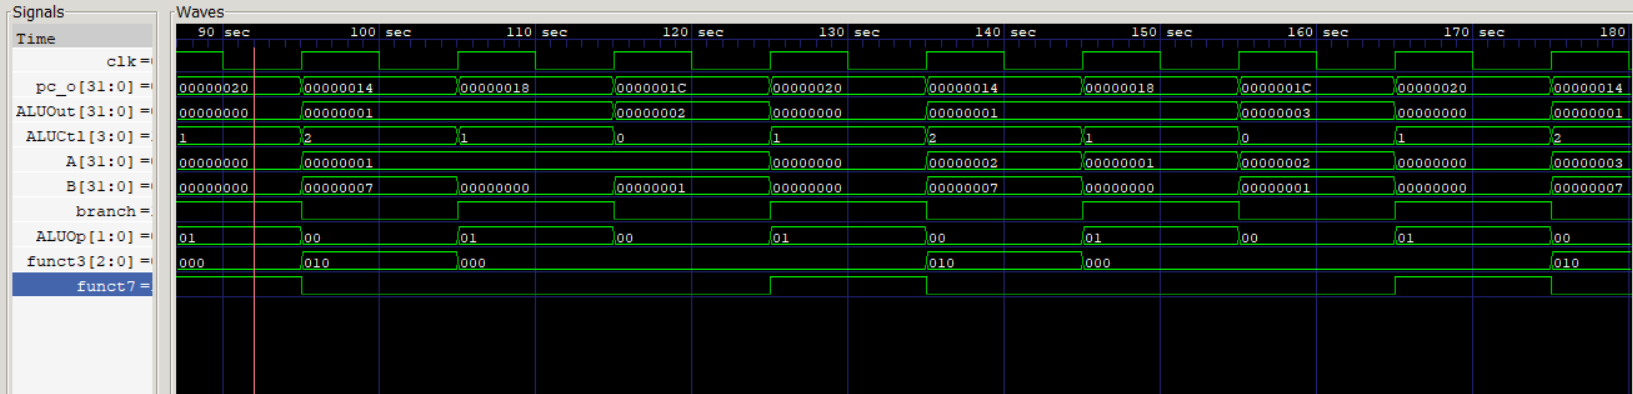 Signals
Waves
Time
90 sec 100 sec 110 sec 120 sec 130 sec 140 sec 150 sec 160 sec 170 sec 180
clk=
pc_o[31:0] = 00000020 00000014 00000018 0000001C 00000020 00000014 00000018 0000001C 00000020 00000014
ALUOut[31:0] = 00000000 00000001 00000002 00000000 00000001 00000003 00000000 00000001
ALUCtl[3:0] = 1 2 1 0 1 2 1 0 1 2
A[31:0] = 00000000 00000001 00000000 00000002 00000001 00000002 00000000 00000003
B[31:0] = 00000000 00000007 00000000 00000001 00000000 00000007 00000000 00000001 00000000 00000007
branch =
ALUOp[1:0] = 01 00 01 00 01 00 01 00 01 00
funct3[2:0] = 000 010 000 010 000 010
funct7 =